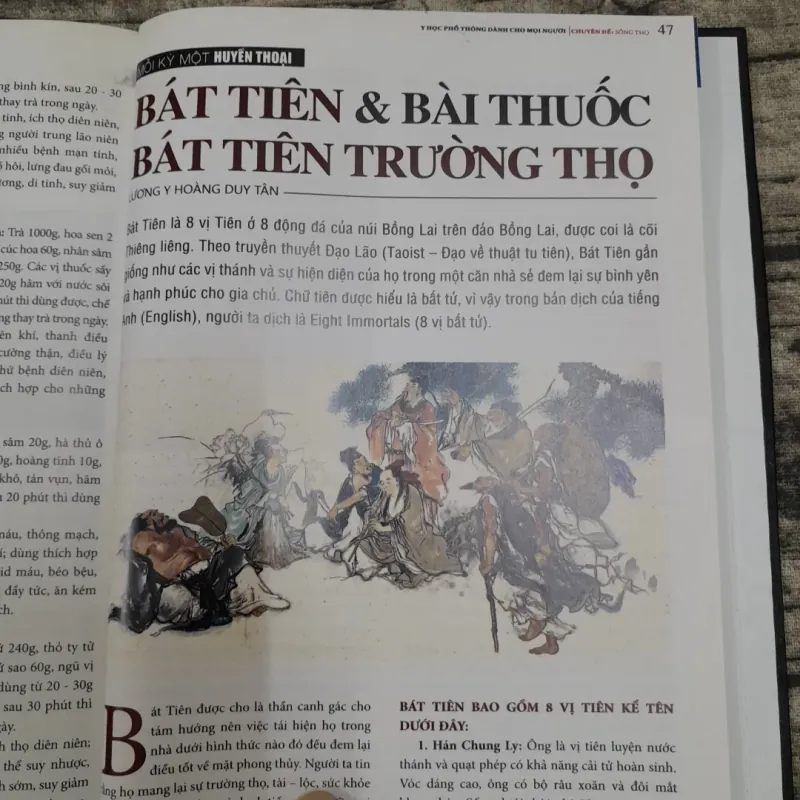 ng bình kín, sau 20 - 30
thay trà trong ngày.
tinh, ích thọ diên niên,
g người trung lão niên
nhiều bệnh mạn tính,
hôi, lưng đau gối mỏi,
ương, di tinh, suy giảm
: Trà 1000g, hoa sen 2
cúc hoa 60g, nhân sâm
250g. Các vị thuốc sấy
20g hãm với nước sôi
phút thì dùng được, chế
ng thay trà trong ngày.
ên khí, thanh điều
cường thận, điều lý
hứ bệnh diên niên,
ch hợp cho những
sâm 20g, hà thủ ô
0g, hoàng tinh 10g,
khô, tán vụn, hãm
20 phút thì dùng
máu, thông mạch,
í; dùng thích hợp
id máu, béo bệu,
đầy tức, ăn kém
ch.
ử 240g, thỏ ty tử
ử sao 60g, ngũ vị
dùng từ 20 - 30g
sau 30 phút thì
gày.
h thọ diên niên;
thể suy nhược,
h sớm, suy giảm
Y HỌC PHỔ THÔNG DÀNH CHO MỌI NGƯỜI | CHUYÊN ĐỀ: SỐNG THỌ 47
MỖI KỲ MỘT HUYỀN THOẠI
BÁT TIÊN & BÀI THUỐC
BÁT TIÊN TRƯỜNG THỌ
LƯƠNG Y HOÀNG DUY TÂN
Bát Tiên là 8 vị Tiên ở 8 động đá của núi Bồng Lai trên đảo Bồng Lai, được coi là cõi
Thiêng liêng. Theo truyền thuyết Đạo Lão (Taoist – Đạo về thuật tu tiên), Bát Tiên gần
giống như các vị thánh và sự hiện diện của họ trong một căn nhà sẽ đem lại sự bình yên
và hạnh phúc cho gia chủ. Chữ tiên được hiểu là bất tử, vì vậy trong bản dịch của tiếng
Anh (English), người ta dịch là Eight Immortals (8 vị bất tử).
Bát Tiên được cho là thần canh gác cho
tám hướng nên việc tái hiện họ trong
nhà dưới hình thức nào đó đều đem lại
điều tốt về mặt phong thủy. Người ta tin
rằng họ mang lại sự trường thọ, tài – lộc, sức khỏe
BÁT TIÊN BAO GỒM 8 VỊ TIÊN KỂ TÊN
DƯỚI ĐÂY:
1. Hán Chung Ly: Ông là vị tiên luyện nước
thánh và quạt phép có khả năng cải tử hoàn sinh.
Vóc dáng cao, ông có bộ râu xoăn và đôi mắt